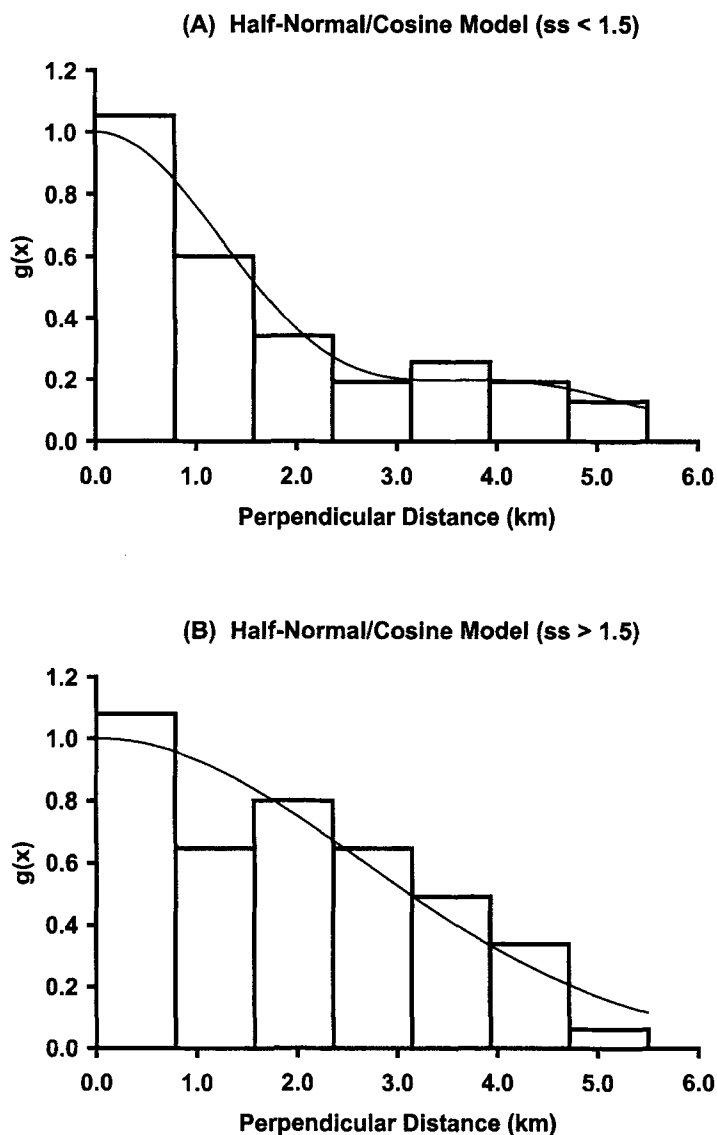 (A) Half-Normal/Cosine Model (ss < 1.5)
1.2
1.0
0.8
0.6
0.4
0.2
0.0
g(x)
0.0 1.0 2.0 3.0 4.0 5.0 6.0
Perpendicular Distance (km)
(B) Half-Normal/Cosine Model (ss > 1.5)
1.2
1.0
0.8
0.6
0.4
0.2
0.0
g(x)
0.0 1.0 2.0 3.0 4.0 5.0 6.0
Perpendicular Distance (km)